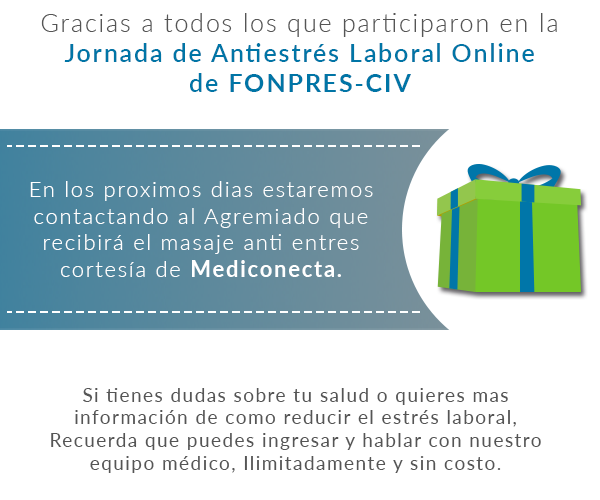 Gracias a todos los que participaron en la
Jornada de Antiestrés Laboral Online
de FONPRES-CIV
En los proximos dias estaremos
contactando al Agremiado que
recibirá el masaje anti entres
cortesía de Mediconecta.
Si tienes dudas sobre tu salud o quieres mas
información de como reducir el estrés laboral,
Recuerda que puedes ingresar y hablar con nuestro
equipo médico, Ilimitadamente y sin costo.